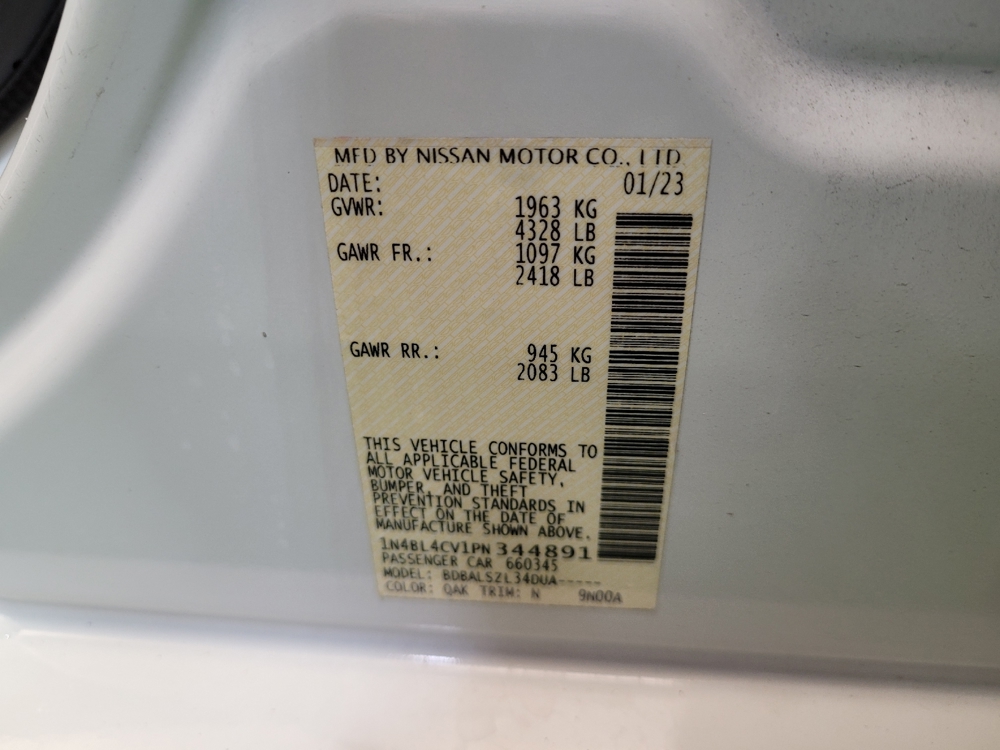 MFD BY NISSAN MOTOR CO., LTD
DATE: 01/23
GVWR: 1963 KG
4328 LB
GAWR FR.: 1097 KG
2418 LB
GAWR RR.: 945 KG
2083 LB
THIS VEHICLE CONFORMS TO
ALL APPLICABLE FEDERAL
MOTOR VEHICLE SAFETY,
BUMPER, AND THEFT
PREVENTION STANDARDS IN
EFFECT ON THE DATE OF
MANUFACTURE SHOWN ABOVE.
1N4BL4CV1PN344891
PASSENGER CAR 660345
MODEL: BDBALSZL34DUA-----
COLOR: QAK TRIM: N 9N00A